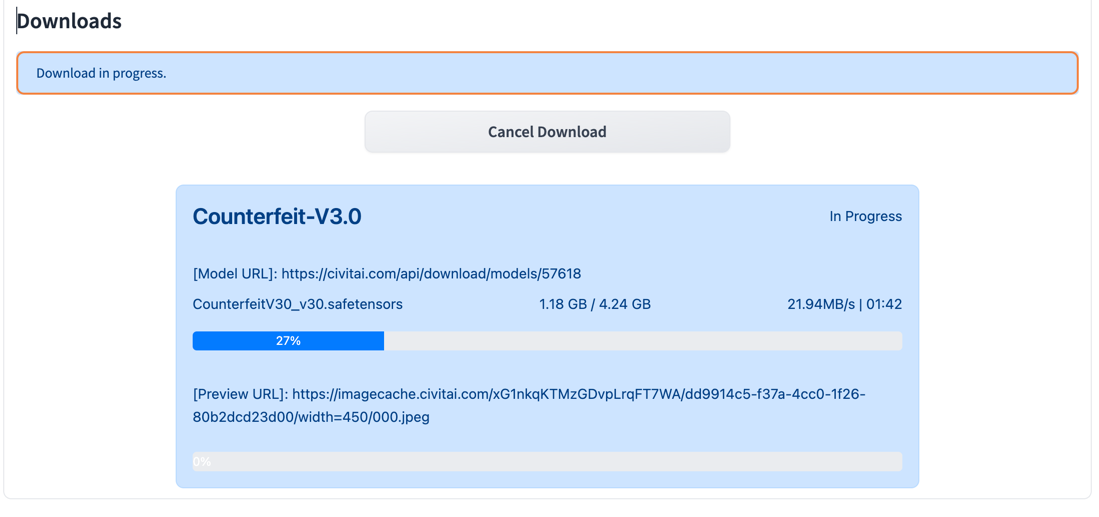 Downloads
Download in progress.
Cancel Download
Counterfeit-V3.0
In Progress
[Model URL]: https://civitai.com/api/download/models/57618
CounterfeitV30_v30.safetensors 1.18 GB / 4.24 GB 21.94MB/s | 01:42
27%
[Preview URL]: https://imagecache.civitai.com/xG1nkqKTMzGDvpLrqFT7WA/dd9914c5-f37a-4cc0-1f26-
80b2dcd23d00/width=450/000.jpeg
0%